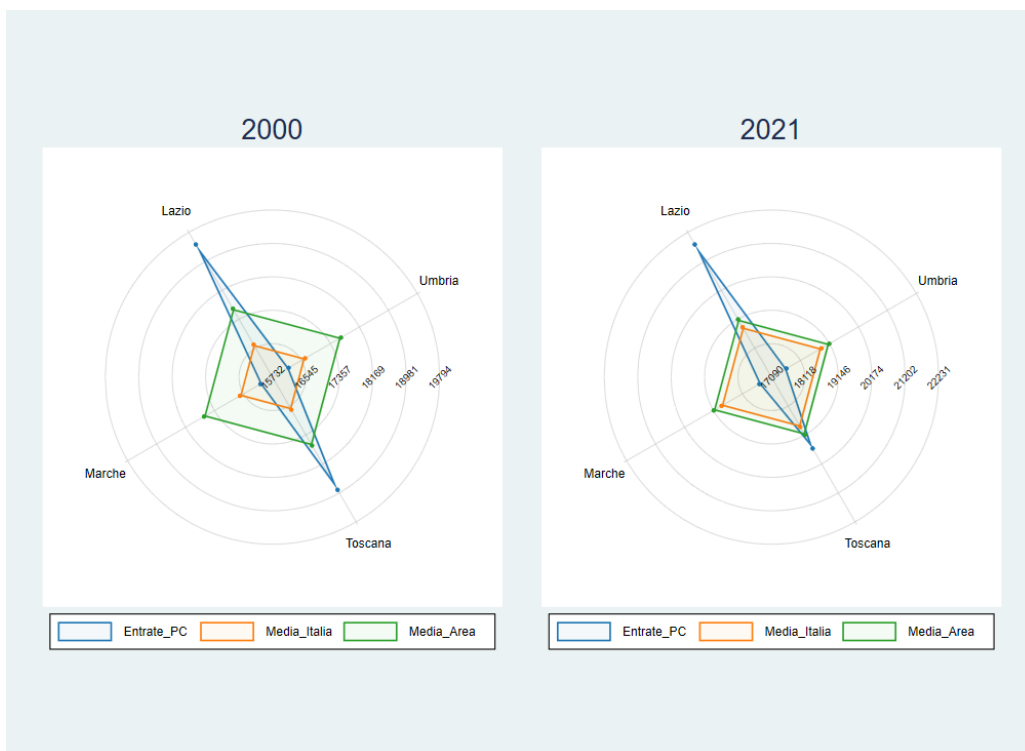 2000
2021
Lazio
Umbria
15732
16545
17357
18169
18981
19794
Marche
Toscana
Lazio
Umbria
17090
18118
19146
20174
21202
22231
Marche
Toscana
Entrate_PC
Media_Italia
Media_Area
Entrate_PC
Media_Italia
Media_Area